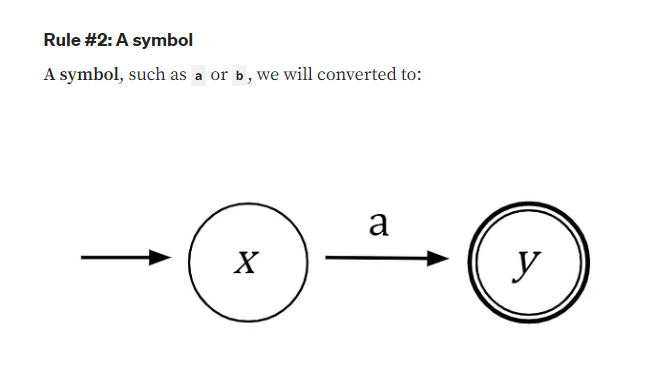 Rule #2: A symbol
A symbol, such as a or b, we will converted to:
a
x
y